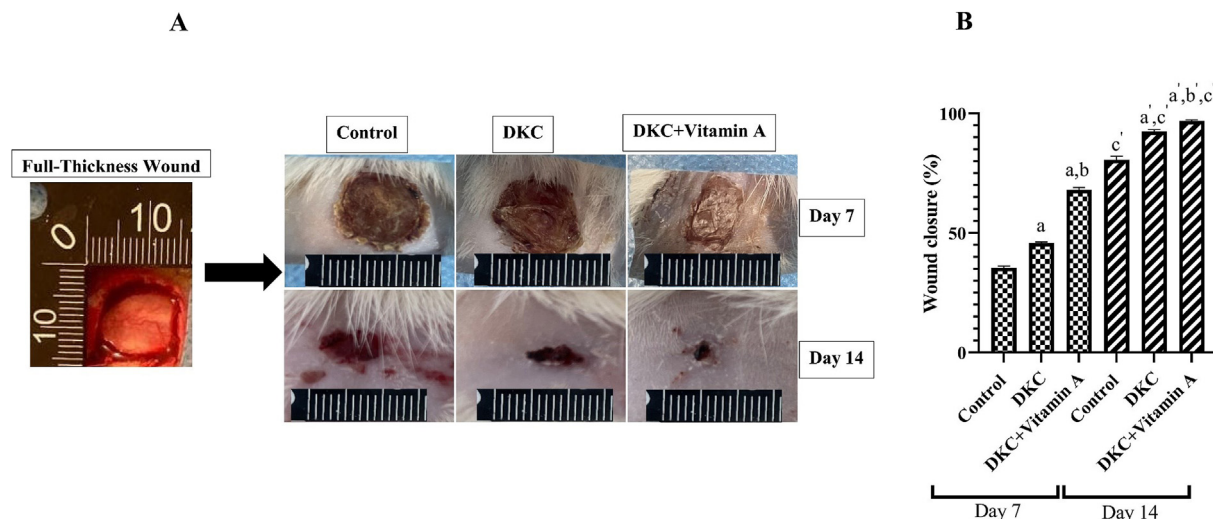 A
B
Full-Thickness Wound
Control
DKC
DKC+Vitamin A
Day 7
Day 14
0
10
10
Wound closure (%)
100
50
0
a
a,b
c'
a',c'
a',b',c'
Control
DKC
DKC+Vitamin A
Control
DKC
DKC+Vitamin A
Day 7
Day 14